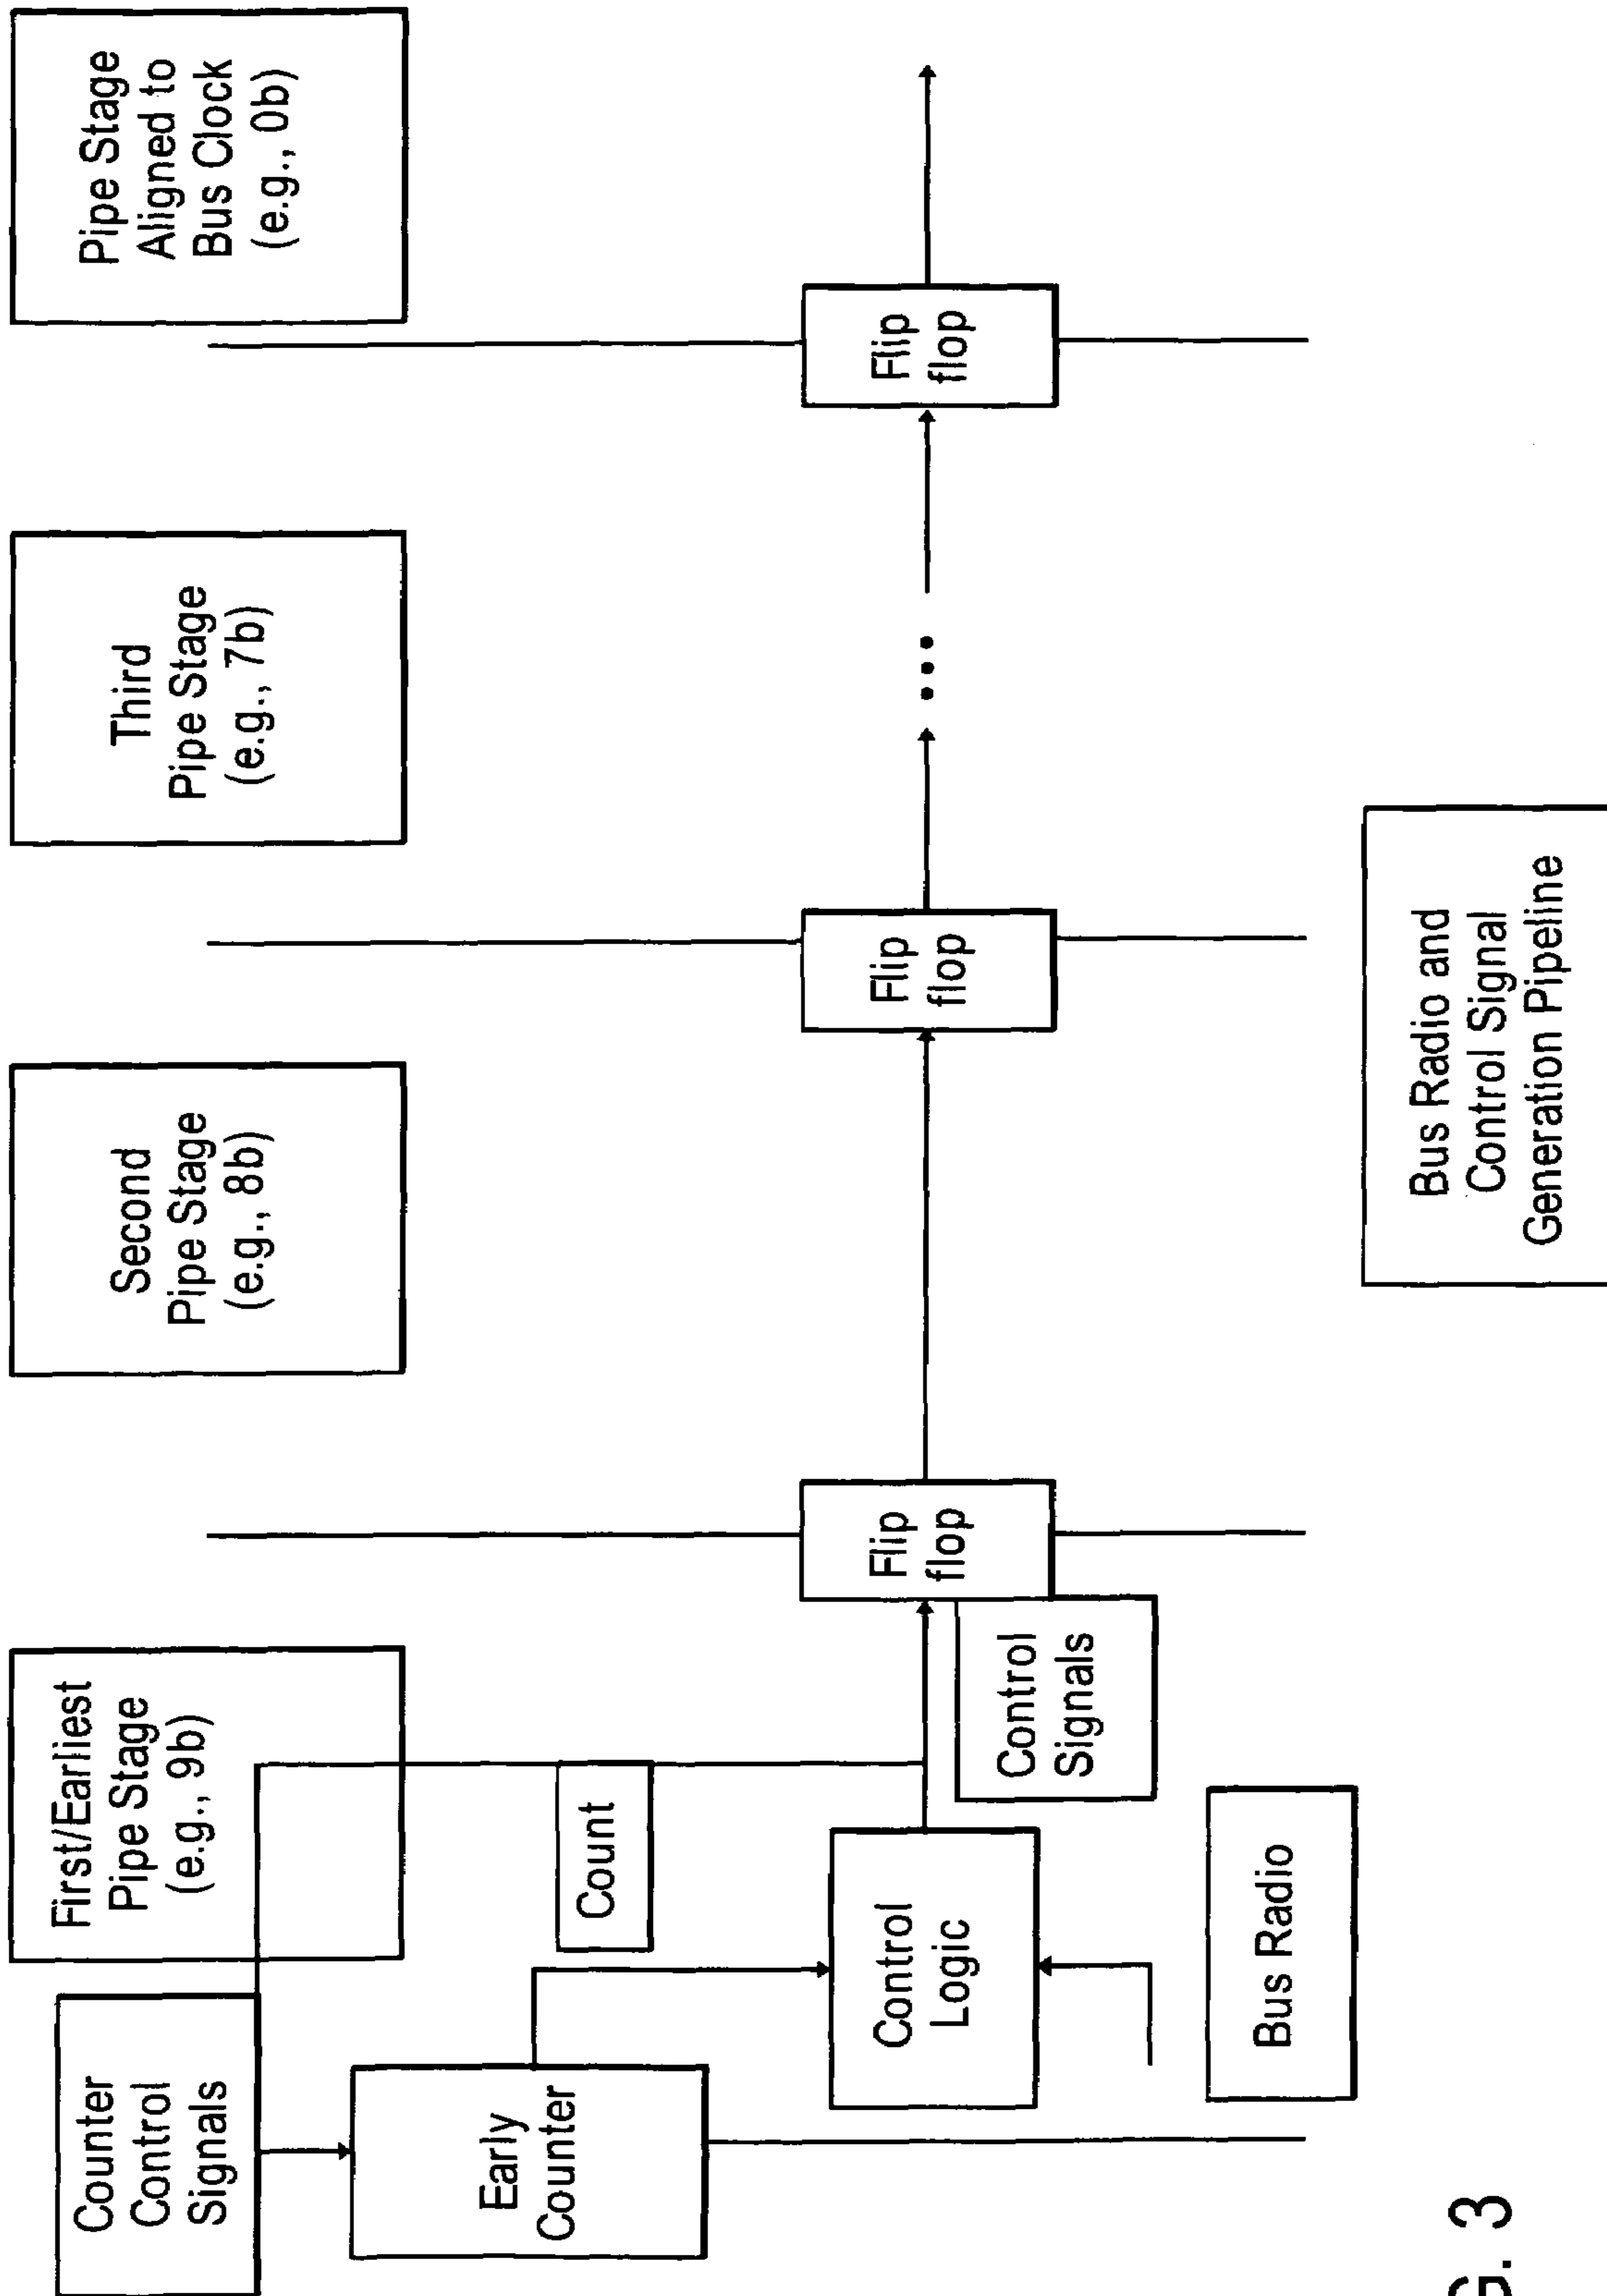 Counter
Control
Signals
First/Earliest
Pipe Stage
(e.g., 9b)
Second
Pipe Stage
(e.g., 8b)
Third
Pipe Stage
(e.g., 7b)
Pipe Stage
Aligned to
Bus Clock
(e.g., 0b)
Early
Counter
Count
Control
Logic
Control
Signals
Flip
flop
Flip
flop
Flip
flop
Bus Radio
Bus Radio and
Control Signal
Generation Pipeline
G. 3